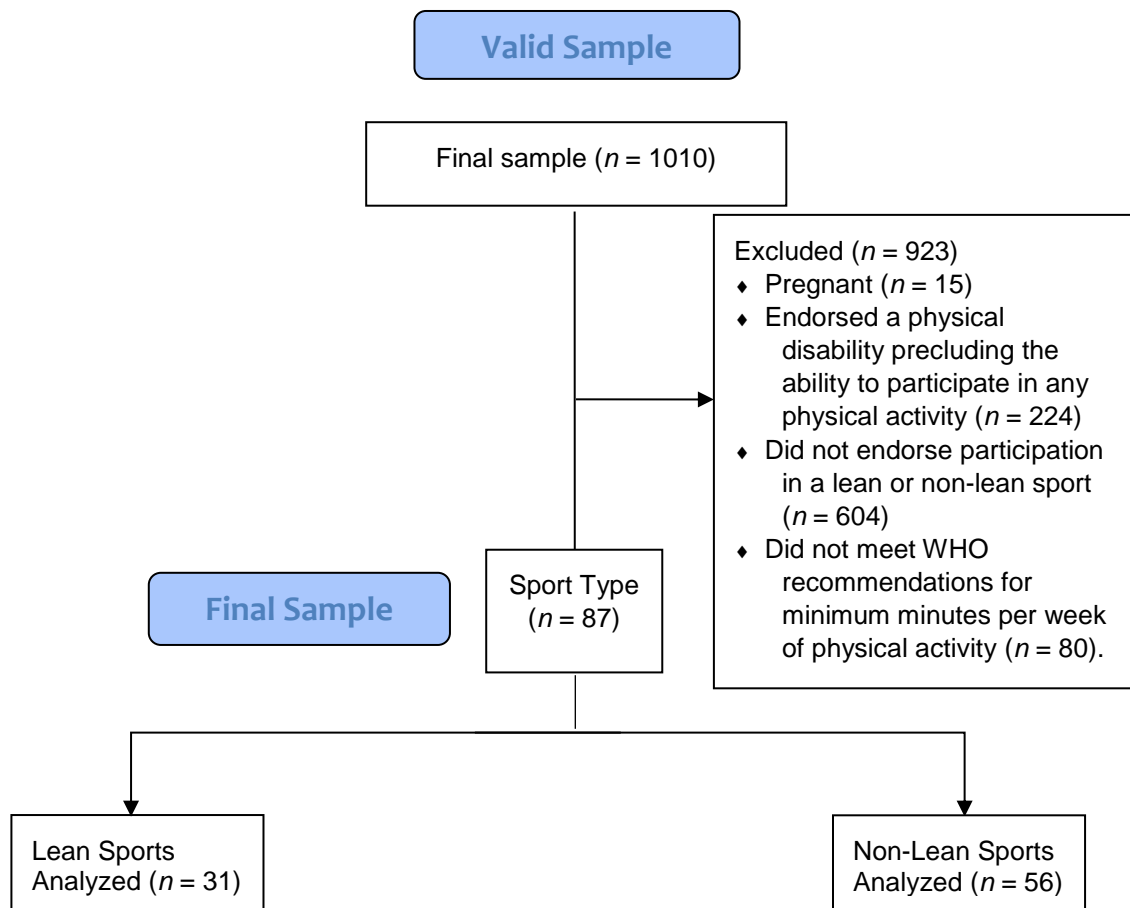 Valid Sample
Final sample (n = 1010)
Excluded (n = 923)
♦ Pregnant (n = 15)
♦ Endorsed a physical
disability precluding the
ability to participate in any
physical activity (n = 224)
♦ Did not endorse participation
in a lean or non-lean sport
(n = 604)
♦ Did not meet WHO
recommendations for
minimum minutes per week
of physical activity (n = 80).
Final Sample
Sport Type
(n = 87)
Lean Sports
Analyzed (n = 31)
Non-Lean Sports
Analyzed (n = 56)